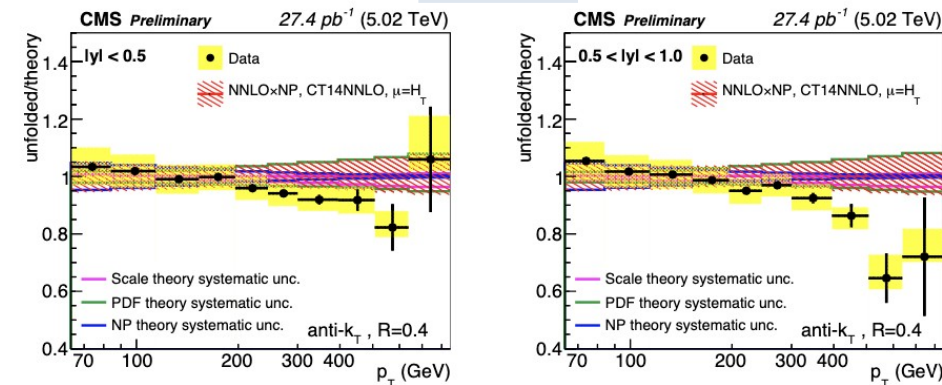 CMS Preliminary 27.4 pb⁻¹ (5.02 TeV)
unfolded/theory
|y| < 0.5
Data
NNLO×NP, CT14NNLO, μ=H_T
1.4
1.2
1
0.8
0.6
0.4
Scale theory systematic unc.
PDF theory systematic unc.
NP theory systematic unc.
anti-k_T , R=0.4
70 100 200 300 400
p_T (GeV)
CMS Preliminary 27.4 pb⁻¹ (5.02 TeV)
unfolded/theory
0.5 < |y| < 1.0
Data
NNLO×NP, CT14NNLO, μ=H_T
1.4
1.2
1
0.8
0.6
0.4
Scale theory systematic unc.
PDF theory systematic unc.
NP theory systematic unc.
anti-k_T , R=0.4
70 100 200 300 400
p_T (GeV)